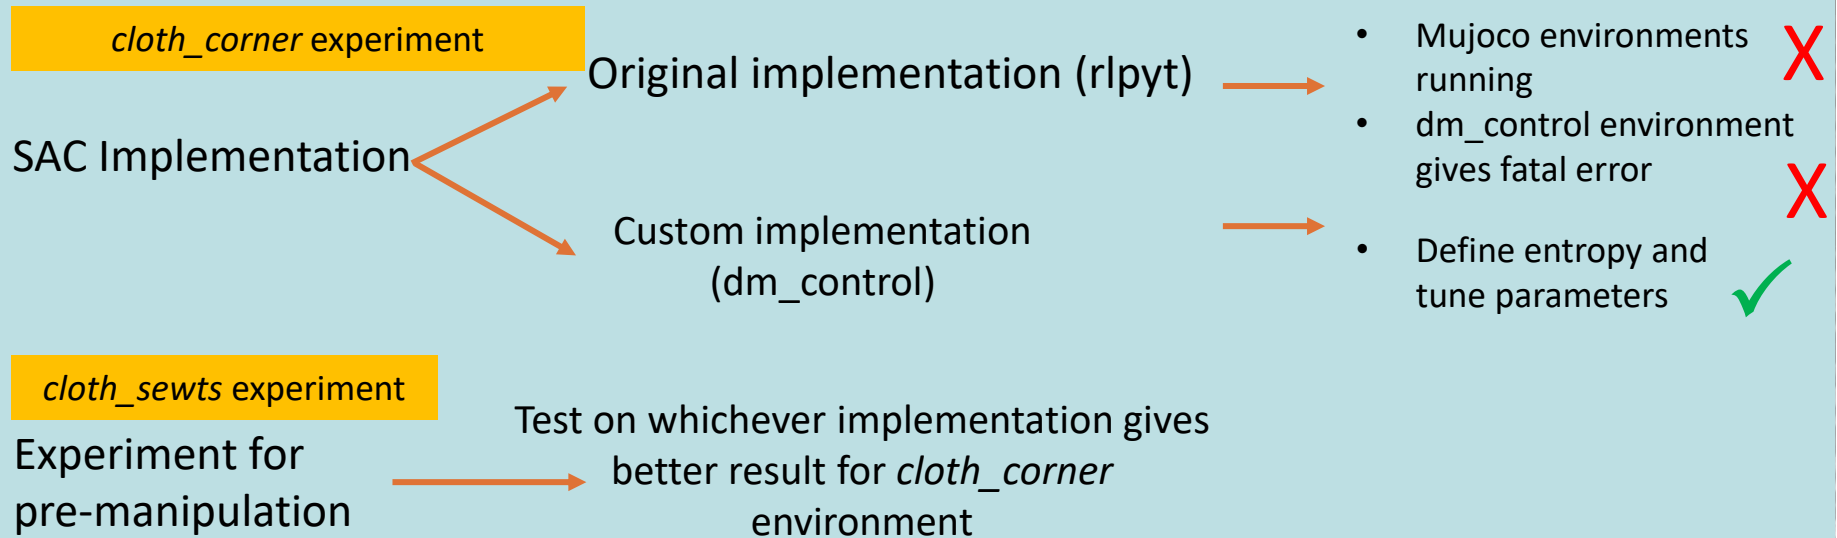 cloth_corner experiment
SAC Implementation
Original implementation (rlpyt)
Custom implementation
(dm_control)
• Mujoco environments
running
X
• dm_control environment
gives fatal error
X
• Define entropy and
tune parameters
✓
cloth_sewts experiment
Experiment for
pre-manipulation
Test on whichever implementation gives
better result for cloth_corner
environment